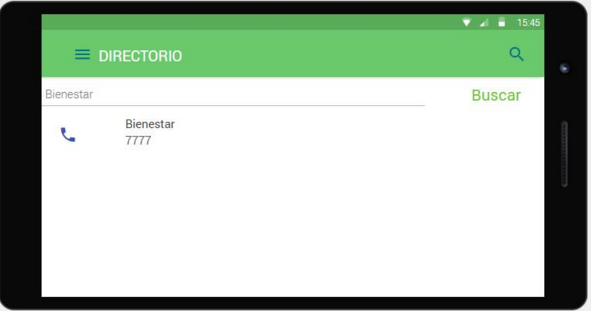 15:45
DIRECTORIO
Bienestar
Buscar
Bienestar
7777